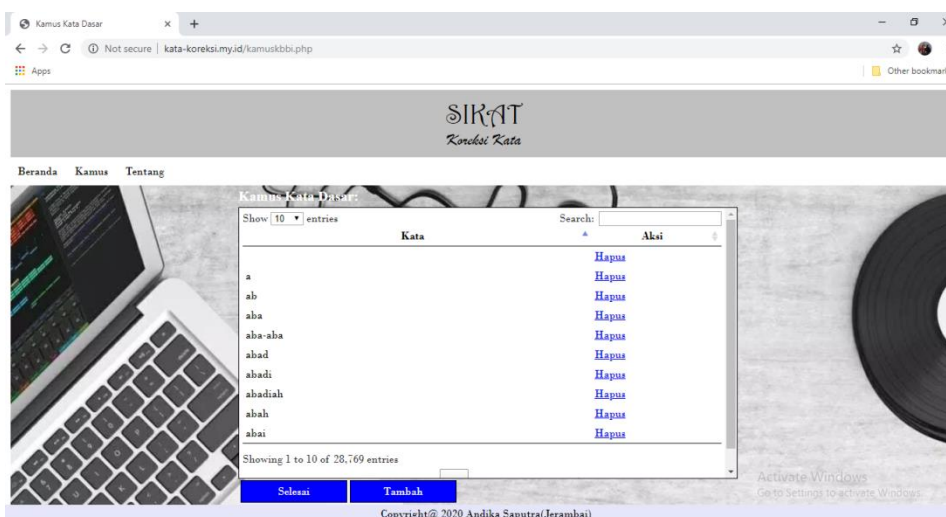 Kamus Kata Dasar
Not secure | kata-koreksi.my.id/kamuskbbi.php
Apps
Other bookmar
SIKAT
Koreksi Kata
Beranda Kamus Tentang
Kamus Kata Dasar:
Show 10 entries Search:
Kata Aksi
Hapus
a Hapus
ab Hapus
aba Hapus
aba-aba Hapus
abad Hapus
abadi Hapus
abadiah Hapus
abah Hapus
abai Hapus
Showing 1 to 10 of 28,769 entries
Selesai Tambah
Activate Windows
Go to Settings to activate Windows.
Copyright@ 2020 Andika Saputra(Jerambai)